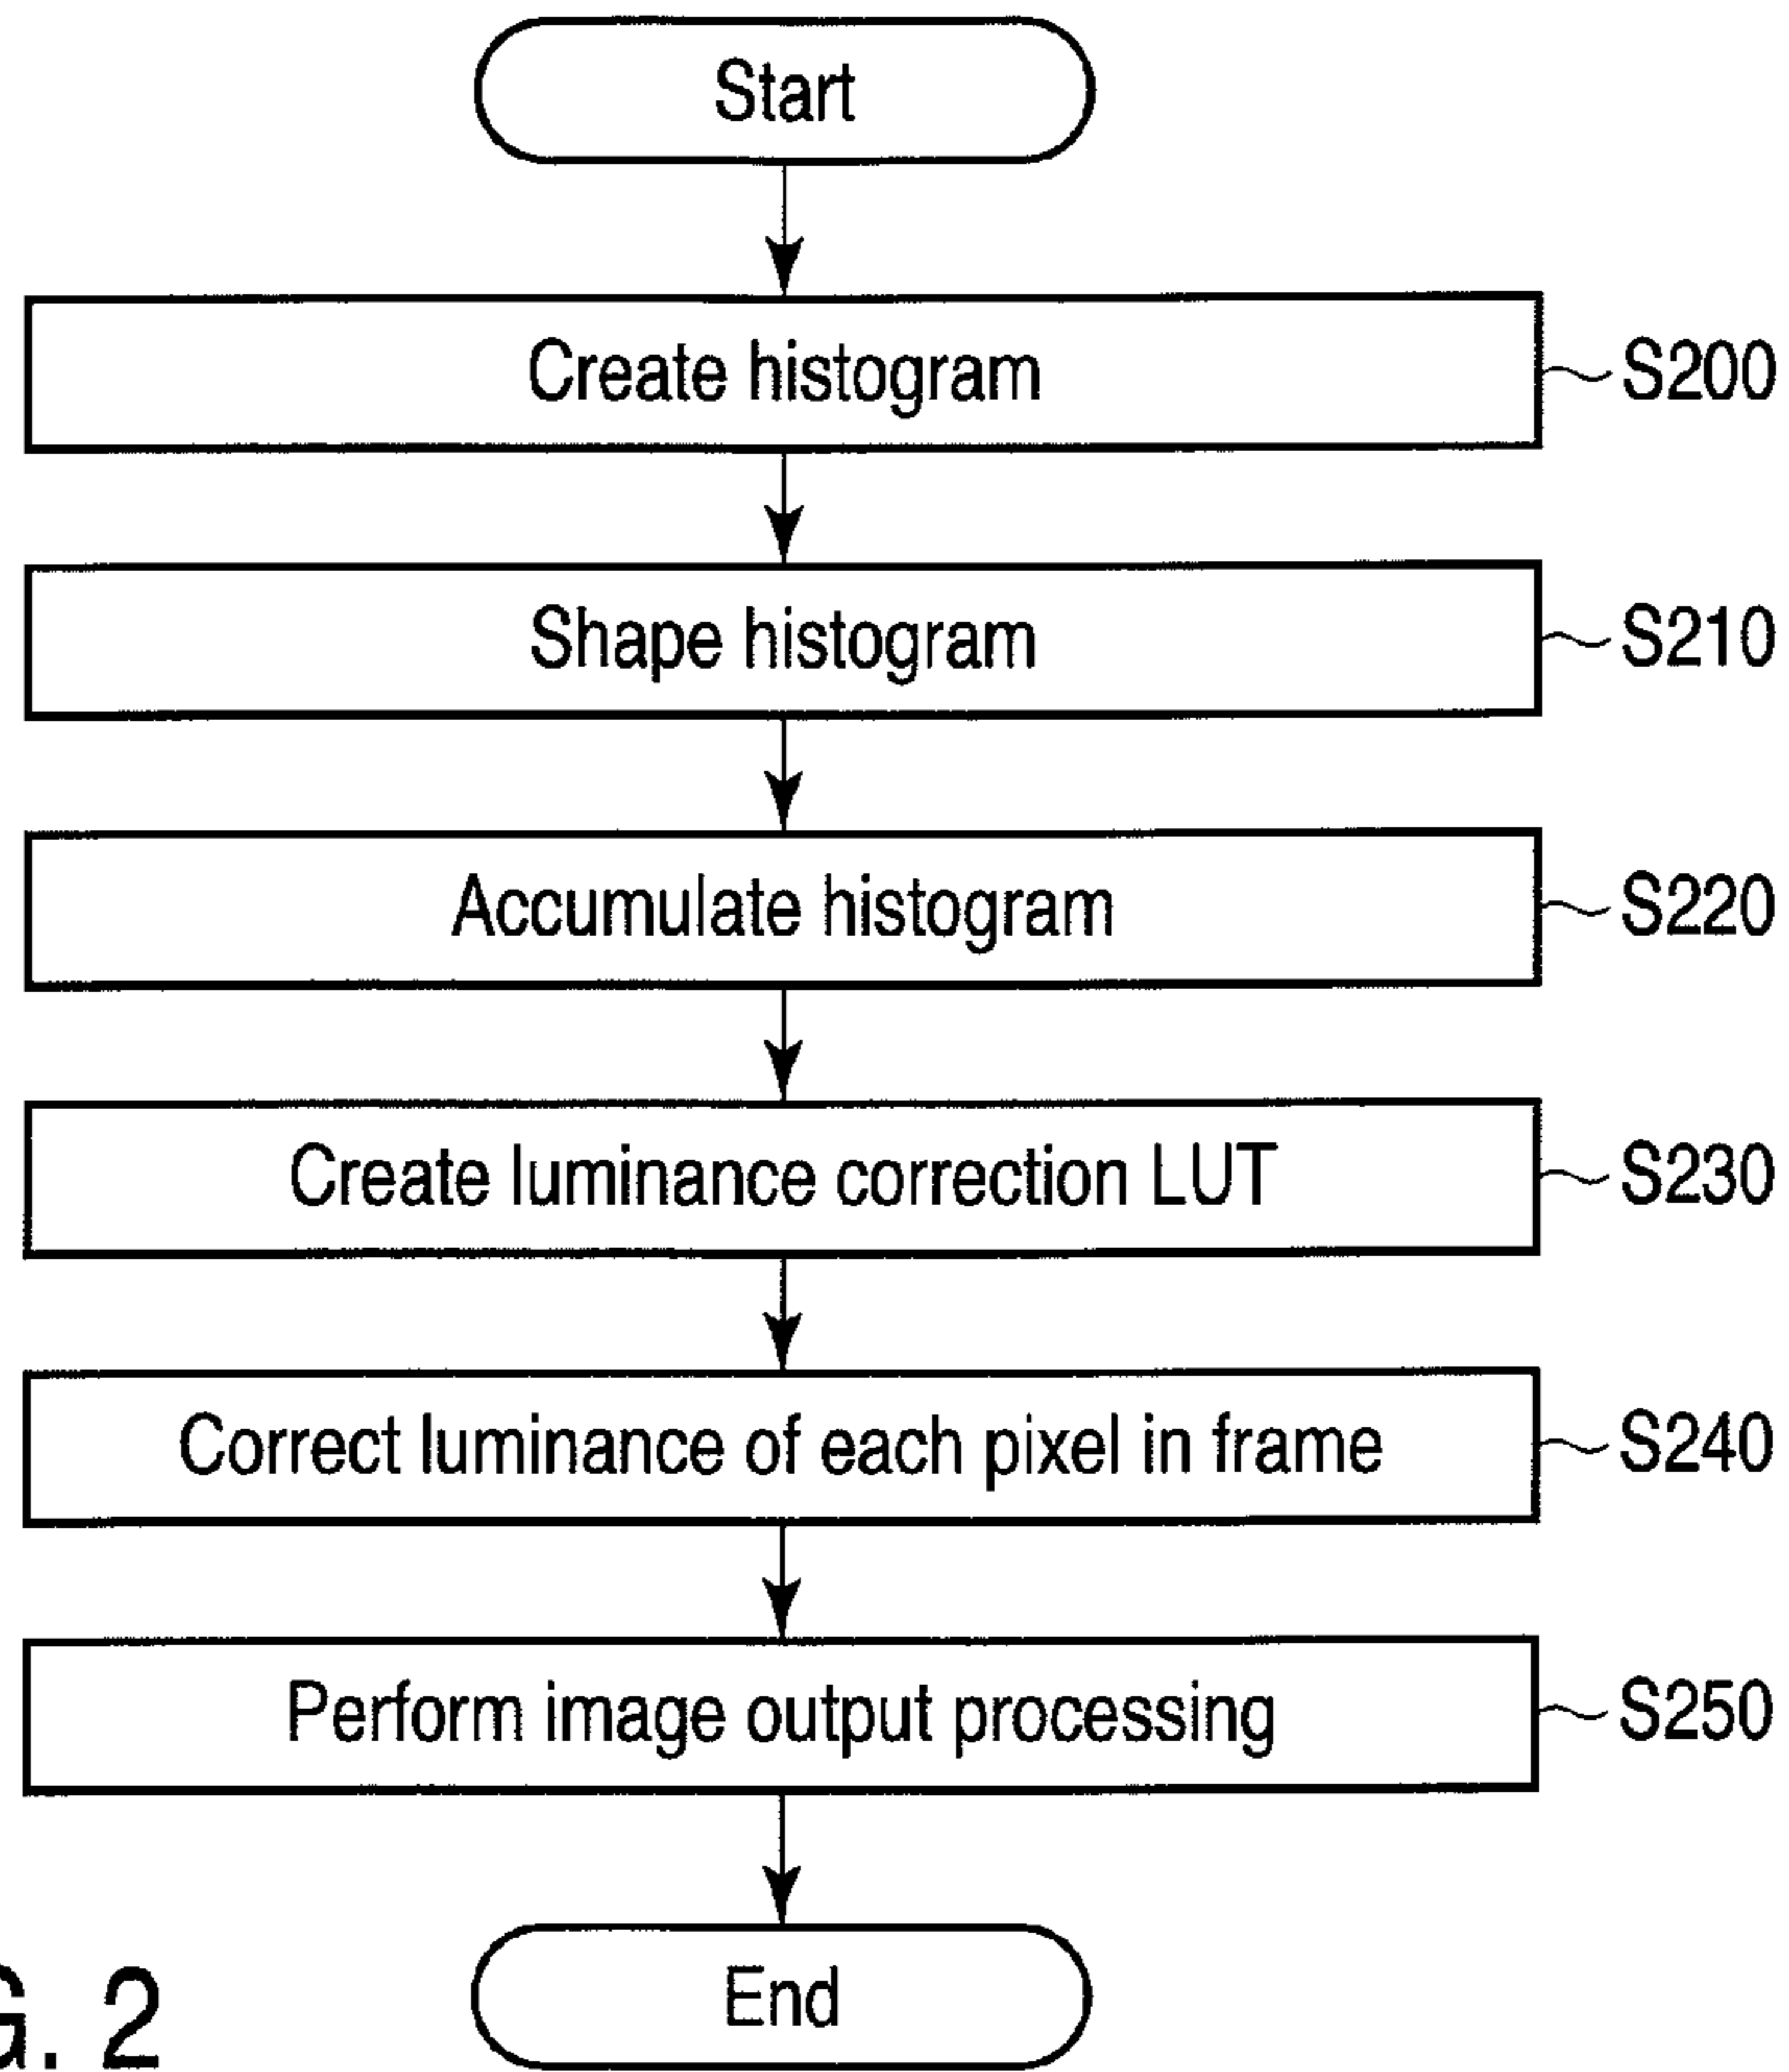 Start
Create histogram
S200
Shape histogram
S210
Accumulate histogram
S220
Create luminance correction LUT
S230
Correct luminance of each pixel in frame
S240
Perform image output processing
S250
End
G. 2